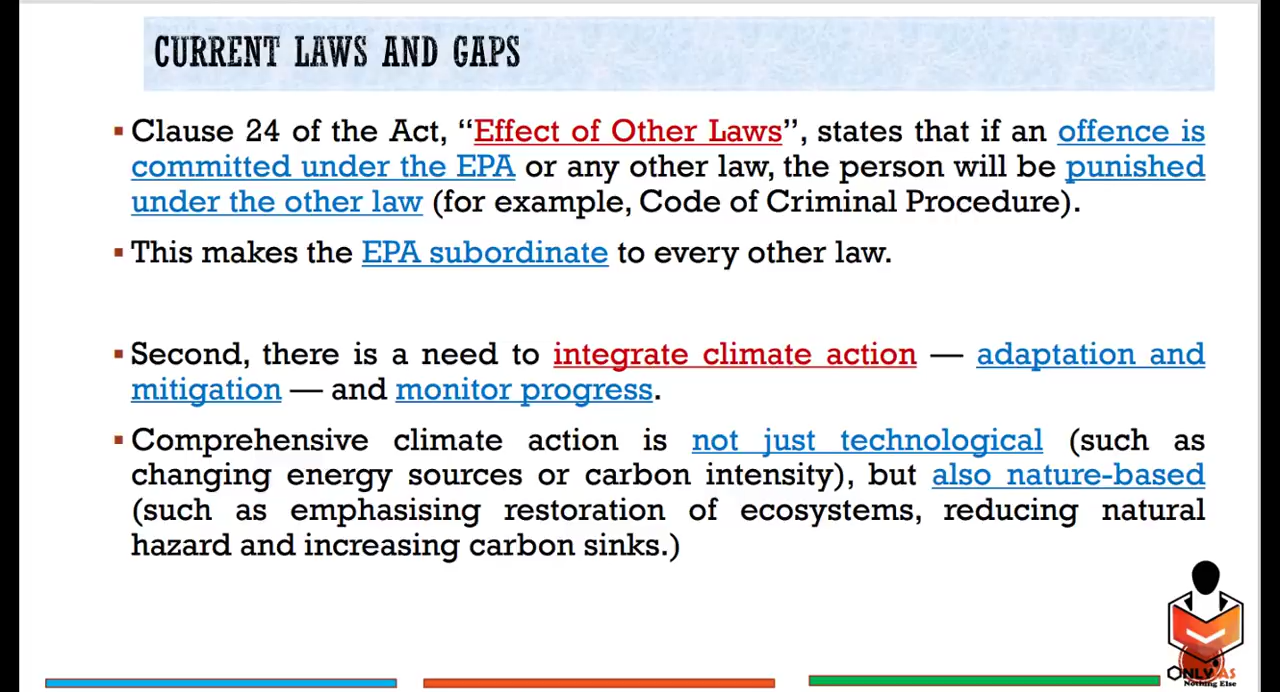 CURRENT LAWS AND GAPS
▪ Clause 24 of the Act, “Effect of Other Laws”, states that if an offence is
committed under the EPA or any other law, the person will be punished
under the other law (for example, Code of Criminal Procedure).
▪ This makes the EPA subordinate to every other law.
▪ Second, there is a need to integrate climate action — adaptation and
mitigation — and monitor progress.
▪ Comprehensive climate action is not just technological (such as
changing energy sources or carbon intensity), but also nature-based
(such as emphasising restoration of ecosystems, reducing natural
hazard and increasing carbon sinks.)
ONLY IAS
Nothing Else